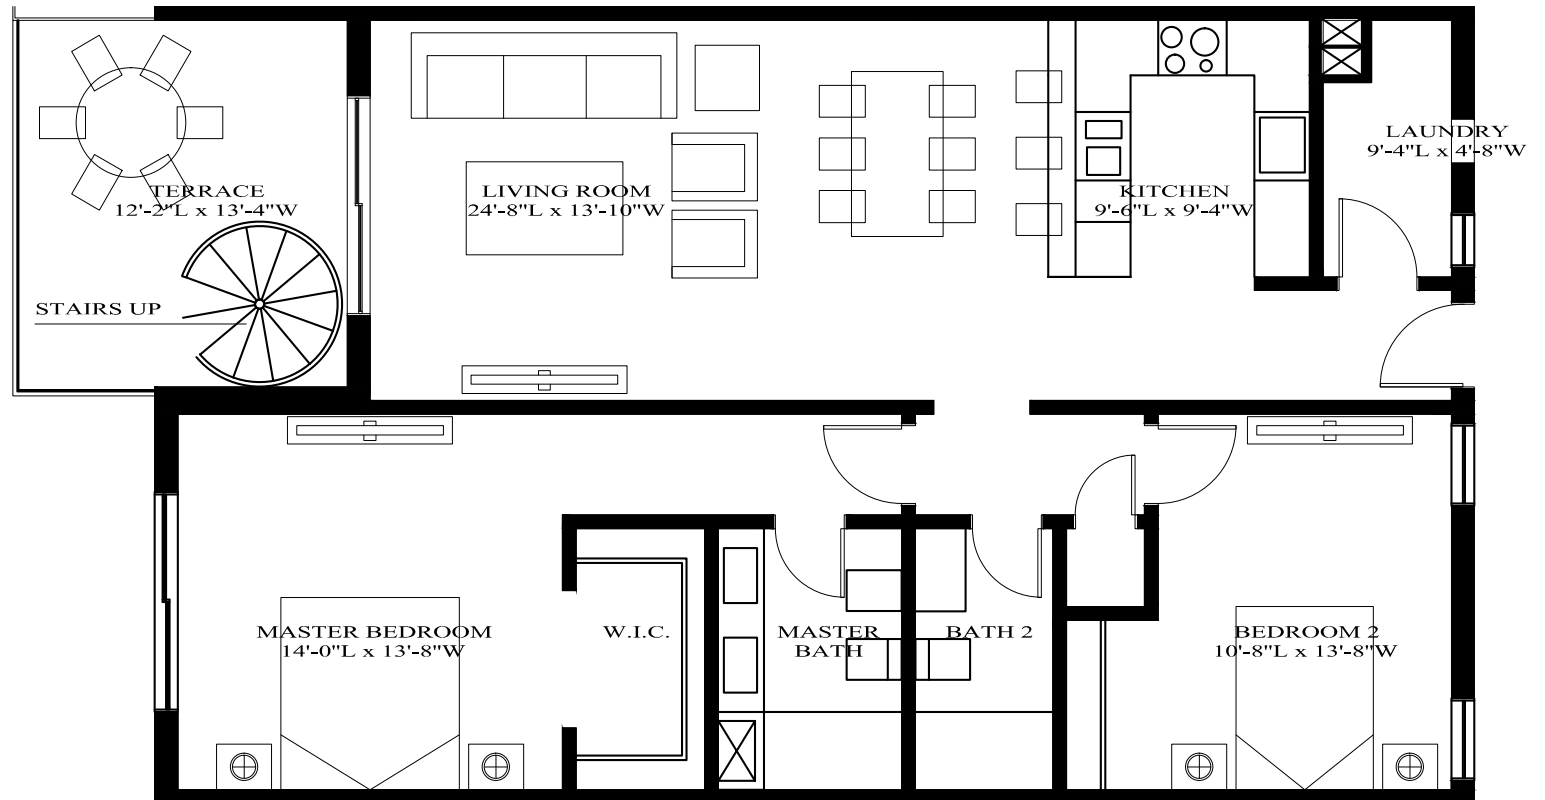 TERRACE
12'-2"L x 13'-4"W
STAIRS UP
LIVING ROOM
24'-8"L x 13'-10"W
KITCHEN
9'-6"L x 9'-4"W
LAUNDRY
9'-4"L x 4'-8"W
MASTER BEDROOM
14'-0"L x 13'-8"W
W.I.C.
MASTER
BATH
BATH 2
BEDROOM 2
10'-8"L x 13'-8"W